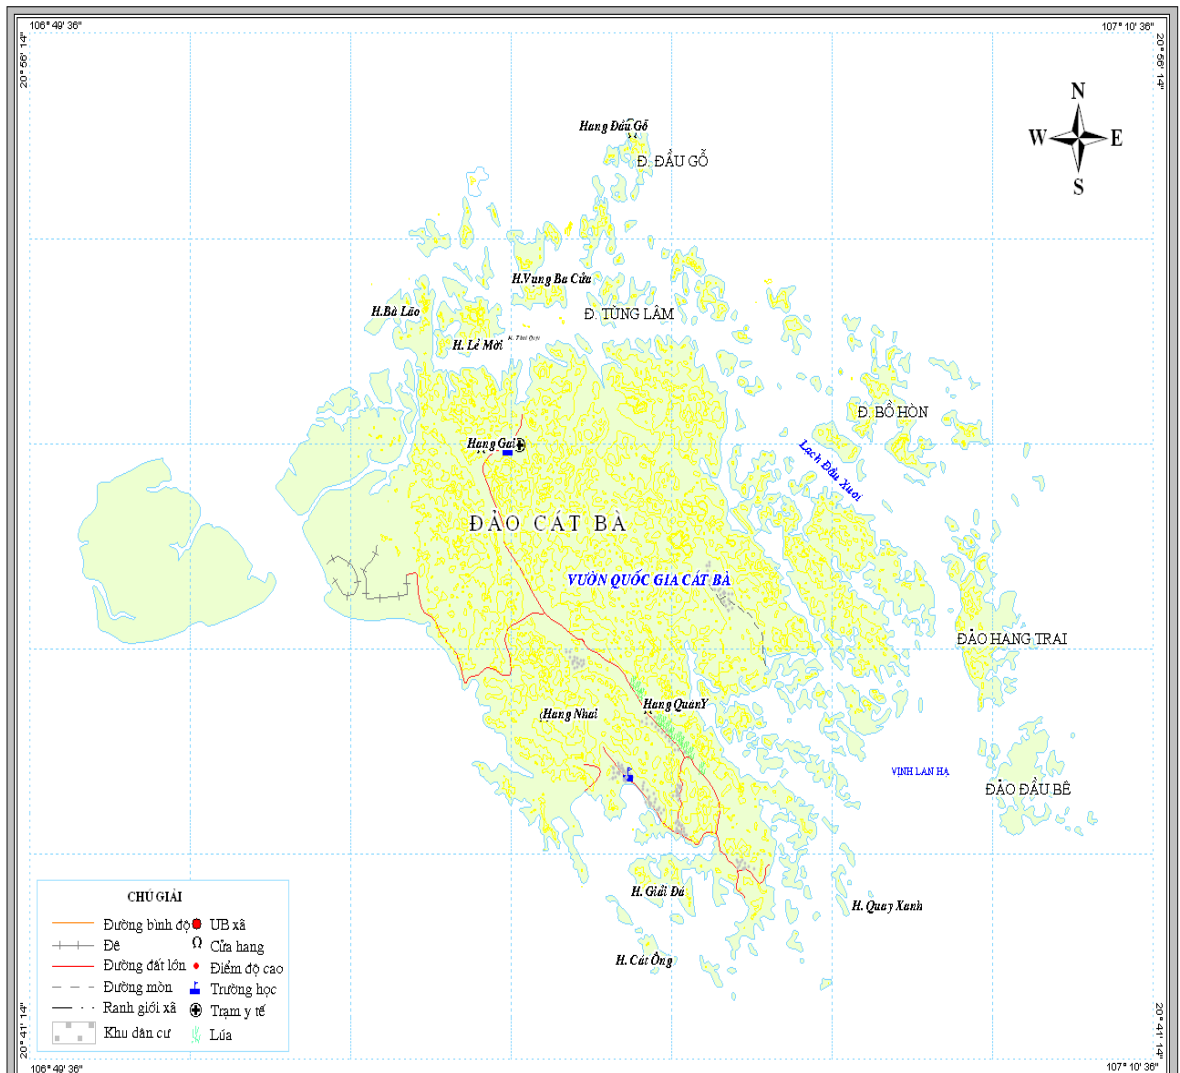 106° 49' 36"
107° 10' 36"
20° 56' 14"
20° 56' 14"
N
W
E
S
Hang Đầu Gỗ
Đ. ĐẦU GỖ
H.Vụng Ba Cửa
H.Bà Lão
Đ. TÙNG LÂM
H. Lẻ Mời
Đ. BỒ HÒN
Hang Gai
Lạch Đầu Xuôi
ĐẢO CÁT BÀ
VƯỜN QUỐC GIA CÁT BÀ
ĐẢO HANG TRAI
Hang QuânY
Hang Nhai
VỊNH LAN HẠ
ĐẢO ĐẦU BÊ
H. Giải Đá
H. Quay Xanh
H. Cát Ông
CHÚ GIẢI
Đường bình độ
UB xã
Đê
Cửa hang
Đường đất lớn
Điểm độ cao
Đường mòn
Trường học
Ranh giới xã
Trạm y tế
Khu dân cư
Lúa
20° 41' 14"
20° 41' 14"
106° 49' 36"
107° 10' 36"